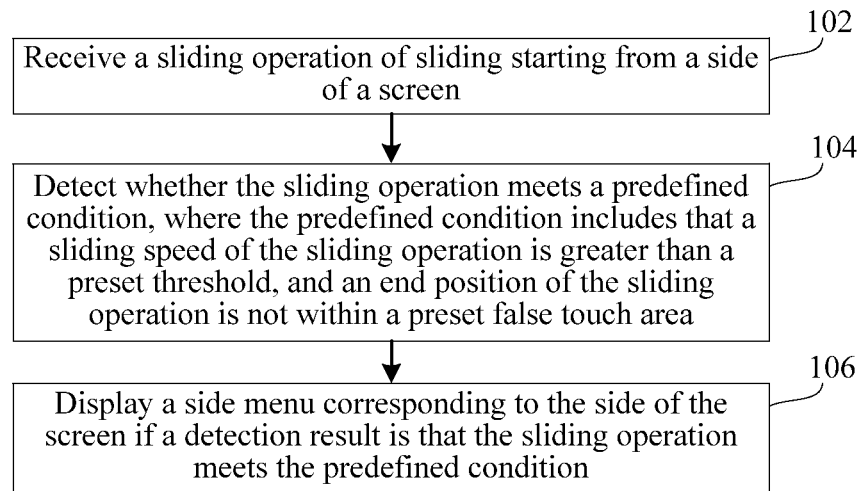 102
Receive a sliding operation of sliding starting from a side
of a screen
104
Detect whether the sliding operation meets a predefined
condition, where the predefined condition includes that a
sliding speed of the sliding operation is greater than a
preset threshold, and an end position of the sliding
operation is not within a preset false touch area
106
Display a side menu corresponding to the side of the
screen if a detection result is that the sliding operation
meets the predefined condition